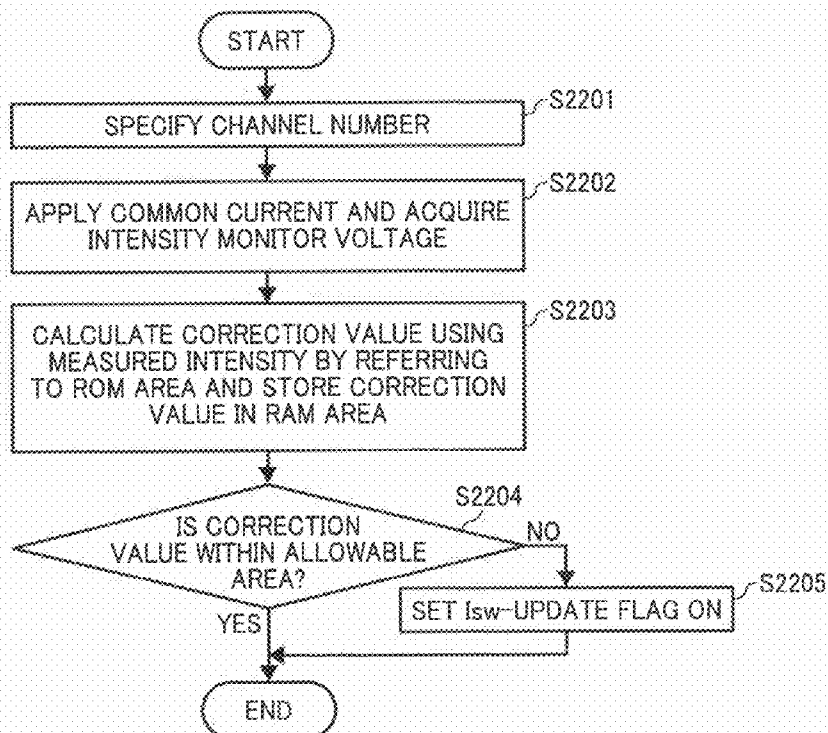 START
S2201
SPECIFY CHANNEL NUMBER
S2202
APPLY COMMON CURRENT AND ACQUIRE
INTENSITY MONITOR VOLTAGE
S2203
CALCULATE CORRECTION VALUE USING
MEASURED INTENSITY BY REFERRING
TO ROM AREA AND STORE CORRECTION
VALUE IN RAM AREA
S2204
IS CORRECTION
VALUE WITHIN ALLOWABLE
AREA?
NO
YES
S2205
SET Isw-UPDATE FLAG ON
END